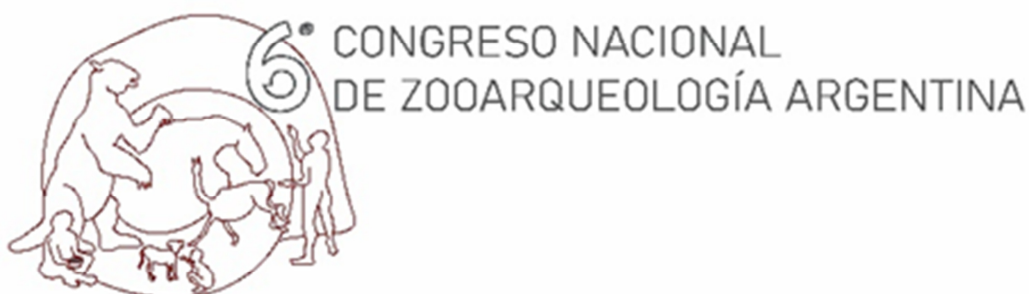 6° CONGRESO NACIONAL
DE ZOOARQUEOLOGÍA ARGENTINA